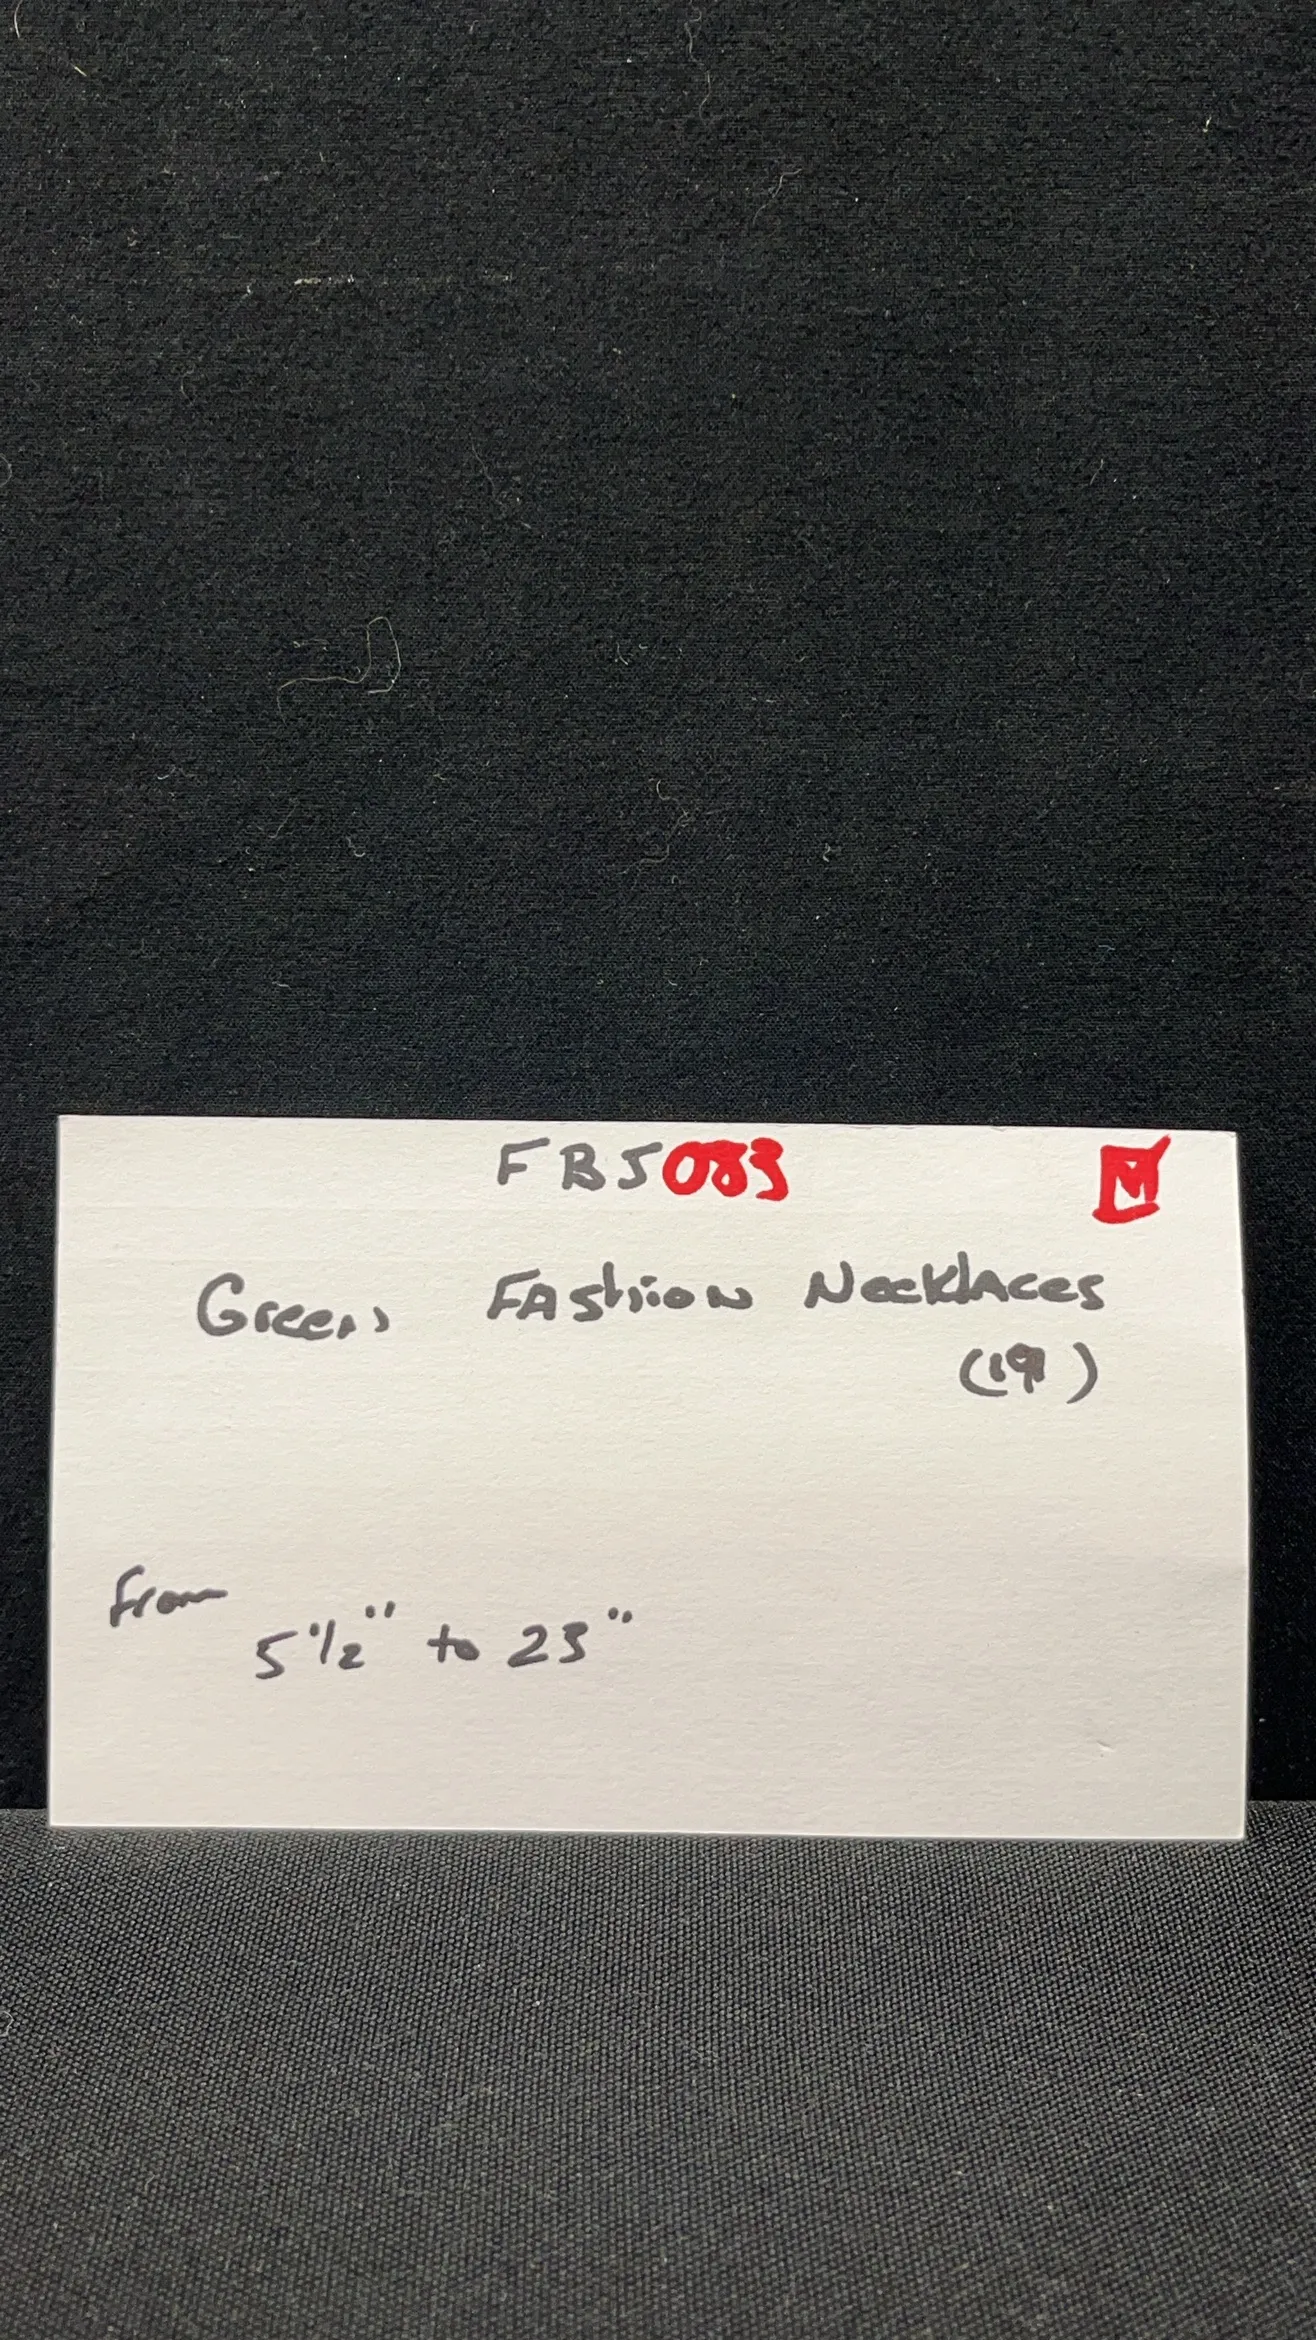 FBJ083 M
Green Fashion Necklaces
(19)
from
5 1/2" to 23"